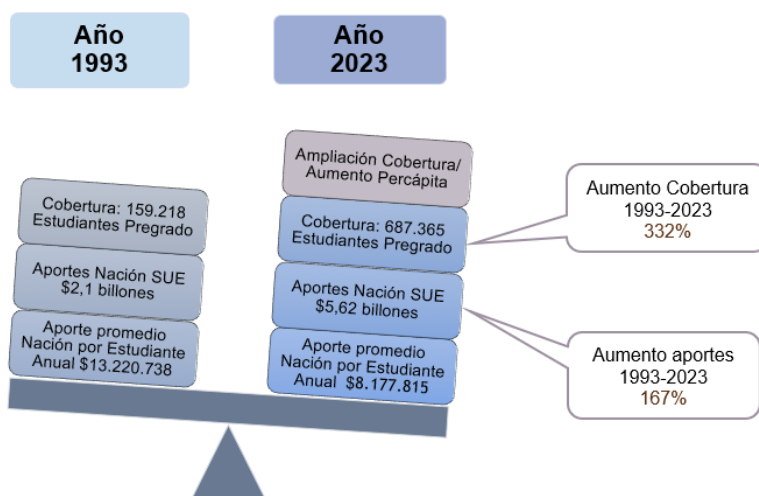 Año
1993
Año
2023
Cobertura: 159.218
Estudiantes Pregrado
Aportes Nación SUE
$2,1 billones
Aporte promedio
Nación por Estudiante
Anual $13.220.738
Ampliación Cobertura/
Aumento Percápita
Cobertura: 687.365
Estudiantes Pregrado
Aportes Nación SUE
$5,62 billones
Aporte promedio
Nación por Estudiante
Anual $8.177.815
Aumento Cobertura
1993-2023
332%
Aumento aportes
1993-2023
167%